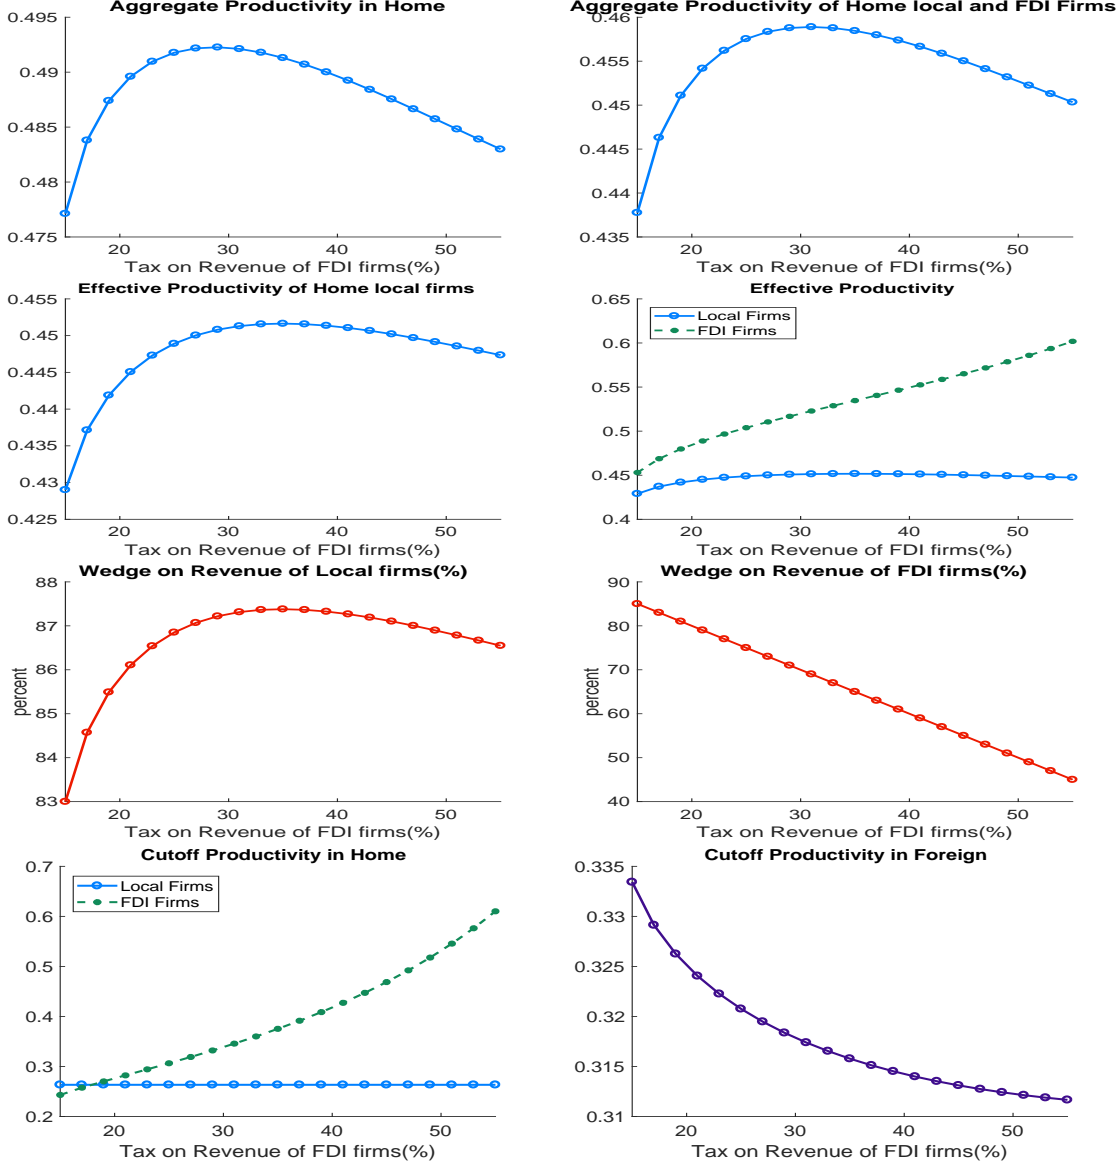 Aggregate Productivity in Home
0.495
0.49
0.485
0.48
0.475
20 30 40 50
Tax on Revenue of FDI firms(%)
Aggregate Productivity of Home local and FDI Firms
0.46
0.455
0.45
0.445
0.44
0.435
20 30 40 50
Tax on Revenue of FDI firms(%)
Effective Productivity of Home local firms
0.455
0.45
0.445
0.44
0.435
0.43
0.425
20 30 40 50
Tax on Revenue of FDI firms(%)
Effective Productivity
0.65
0.6
0.55
0.5
0.45
0.4
Local Firms
FDI Firms
20 30 40 50
Tax on Revenue of FDI firms(%)
Wedge on Revenue of Local firms(%)
88
87
86
85
84
83
percent
20 30 40 50
Tax on Revenue of FDI firms(%)
Wedge on Revenue of FDI firms(%)
90
80
70
60
50
40
percent
20 30 40 50
Tax on Revenue of FDI firms(%)
Cutoff Productivity in Home
0.7
0.6
0.5
0.4
0.3
0.2
Local Firms
FDI Firms
20 30 40 50
Tax on Revenue of FDI firms(%)
Cutoff Productivity in Foreign
0.335
0.33
0.325
0.32
0.315
0.31
20 30 40 50
Tax on Revenue of FDI firms(%)